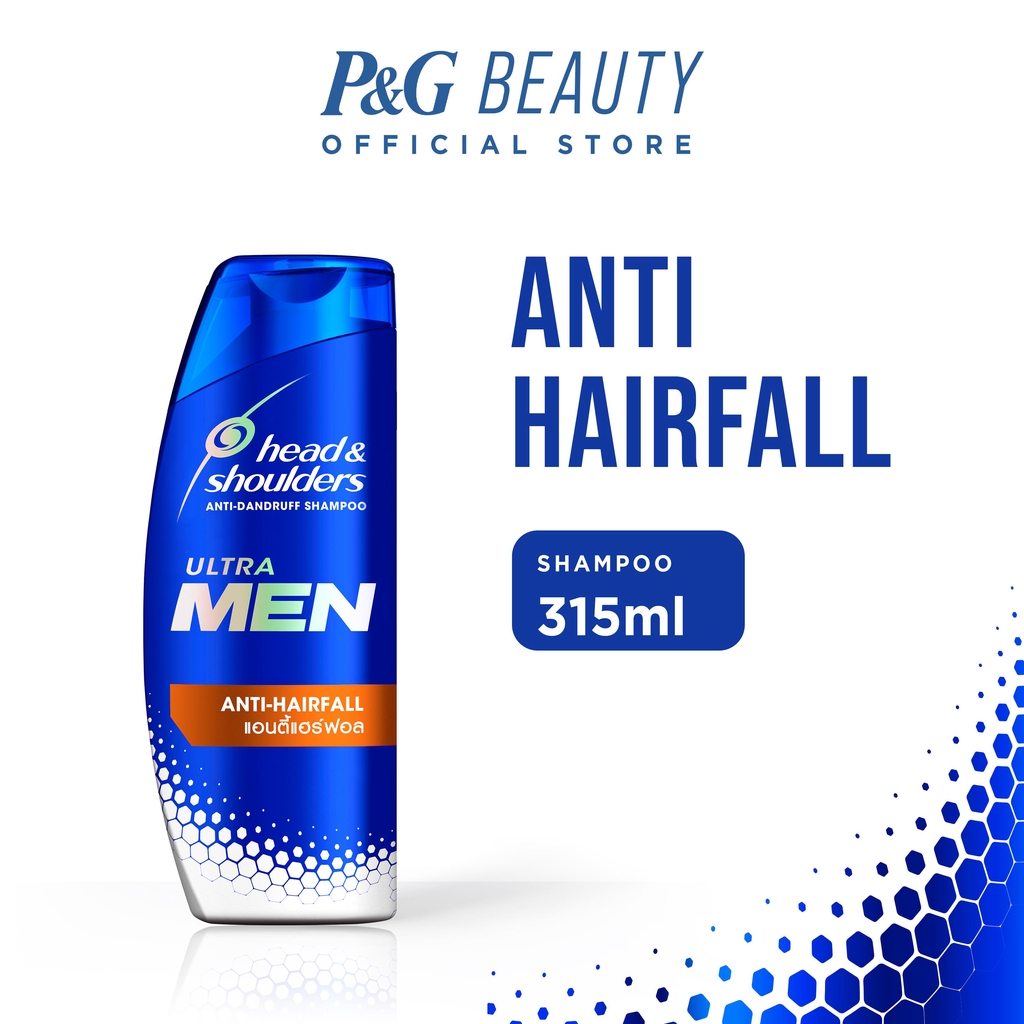 P&G BEAUTY
OFFICIAL STORE
ANTI
HAIRFALL
SHAMPOO
315ml
head &
shoulders
ANTI-DANDRUFF SHAMPOO
ULTRA
MEN
ANTI-HAIRFALL
แอนตี้แฮร์ฟอล